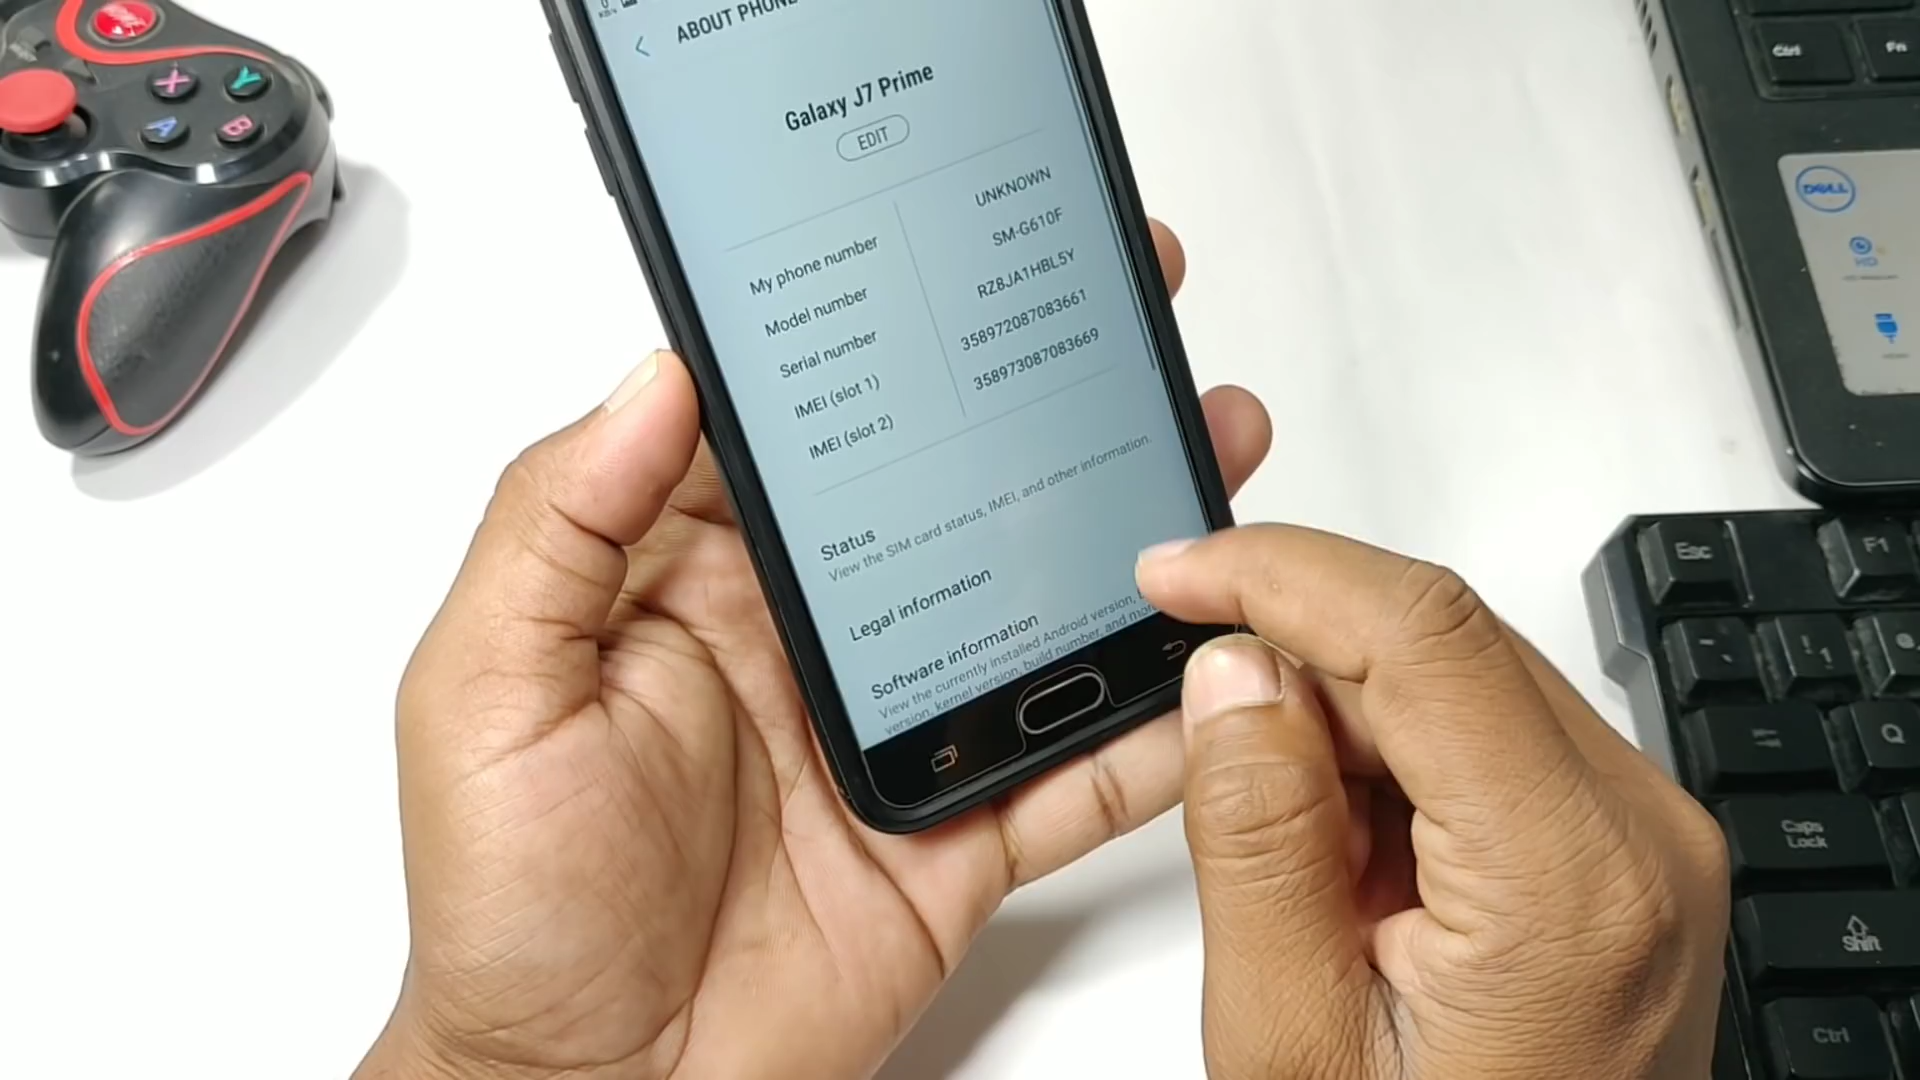 ABOUT PHONE
Galaxy J7 Prime
EDIT
My phone number UNKNOWN
Model number SM-G610F
Serial number RZ8JA1HBL5Y
IMEI (slot 1) 358972087083661
IMEI (slot 2) 358973087083669
Status
View the SIM card status, IMEI, and other information.
Legal information
Software information
View the currently installed Android version,
version, kernel version, build number, and more
X
Y
A
B
Ctrl
Fn
DELL
HD
Esc
F1
1
Q
Caps
Lock
Shift
Ctrl